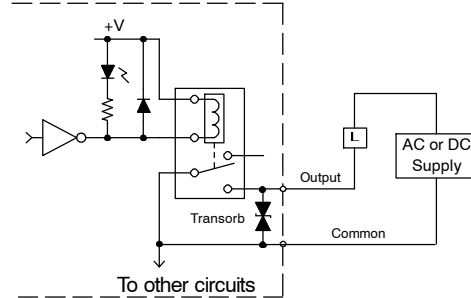 +V
L
AC or DC
Supply
Output
Transorb
Common
To other circuits